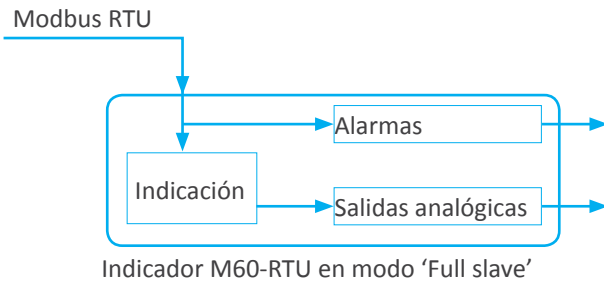 Modbus RTU
Alarmas
Indicación
Salidas analógicas
Indicador M60-RTU en modo ‘Full slave’